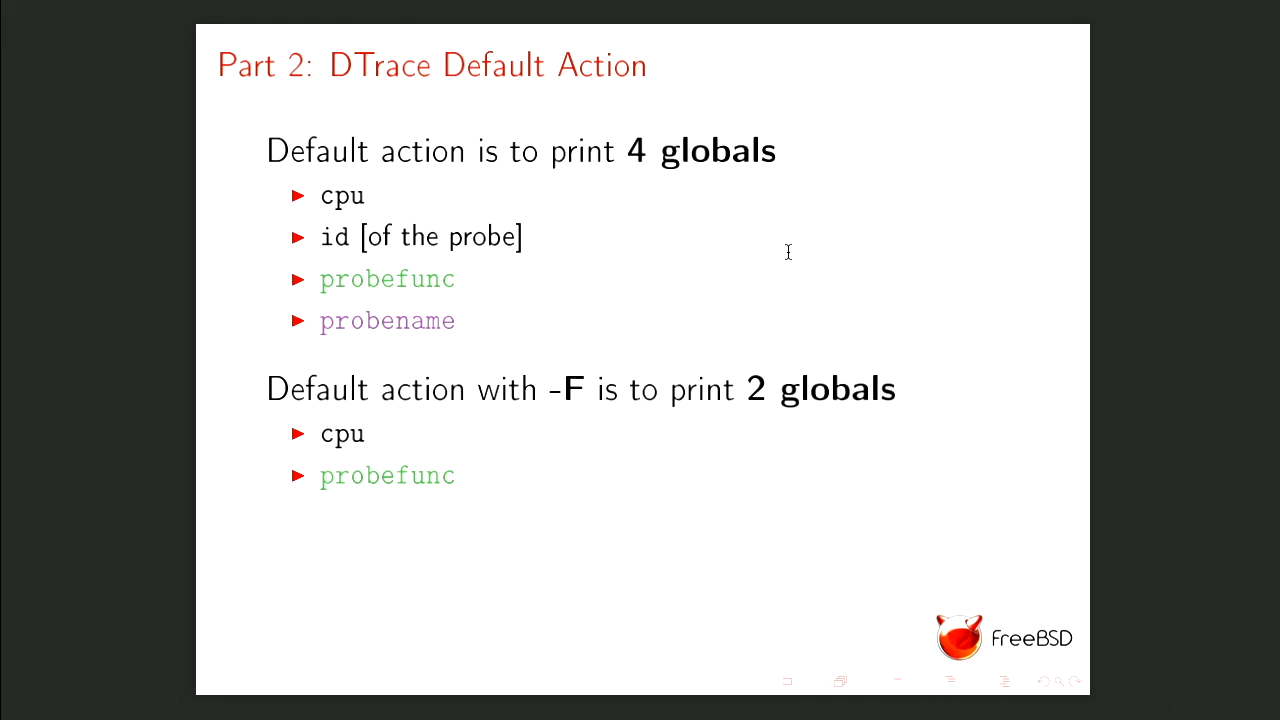 Part 2: DTrace Default Action
Default action is to print 4 globals
cpu
id [of the probe]
probefunc
probename
Default action with -F is to print 2 globals
cpu
probefunc
FreeBSD